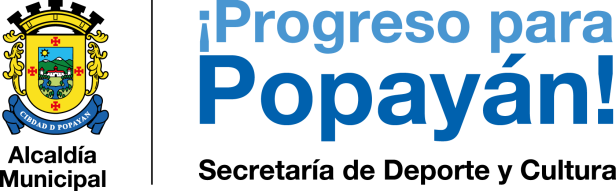 CIBDAD D POPAYAN
Alcaldía
Municipal
¡Progreso para
Popayán!
Secretaría de Deporte y Cultura